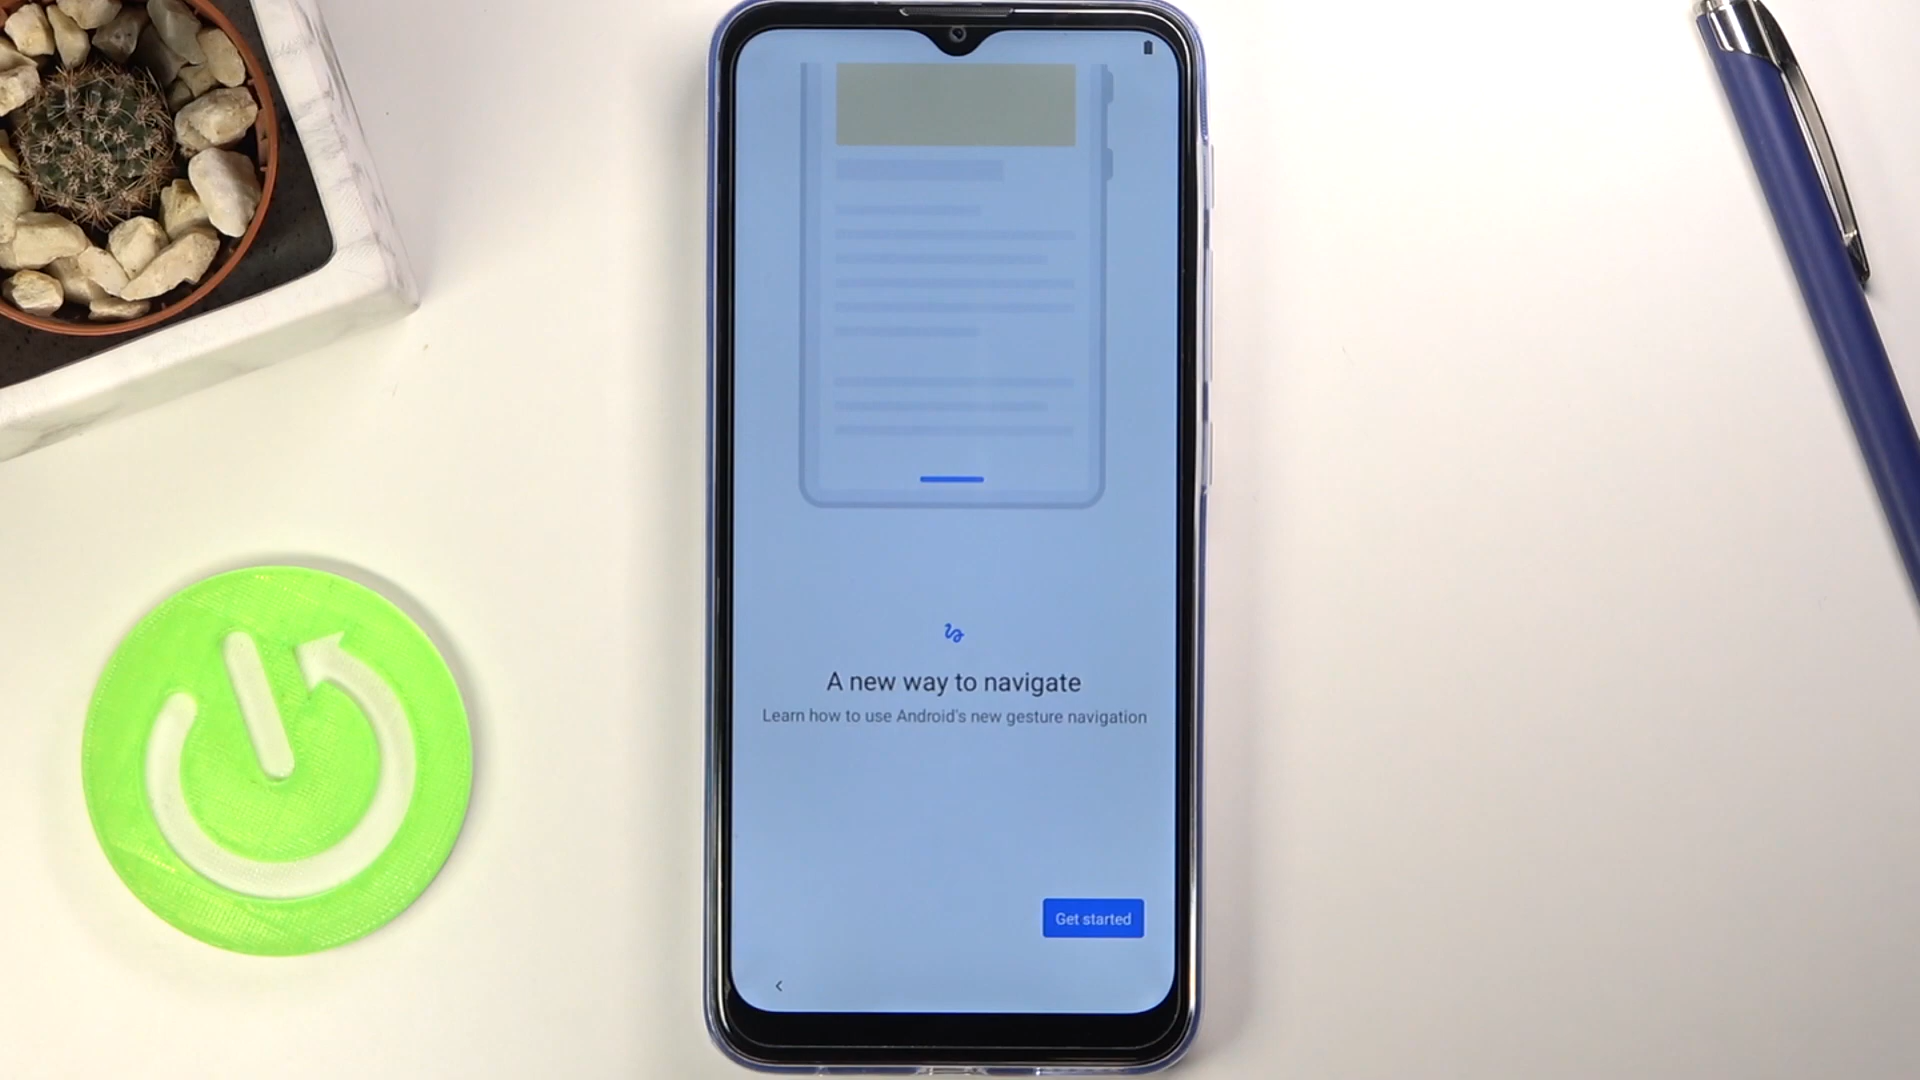 A new way to navigate
Learn how to use Android's new gesture navigation
Get started